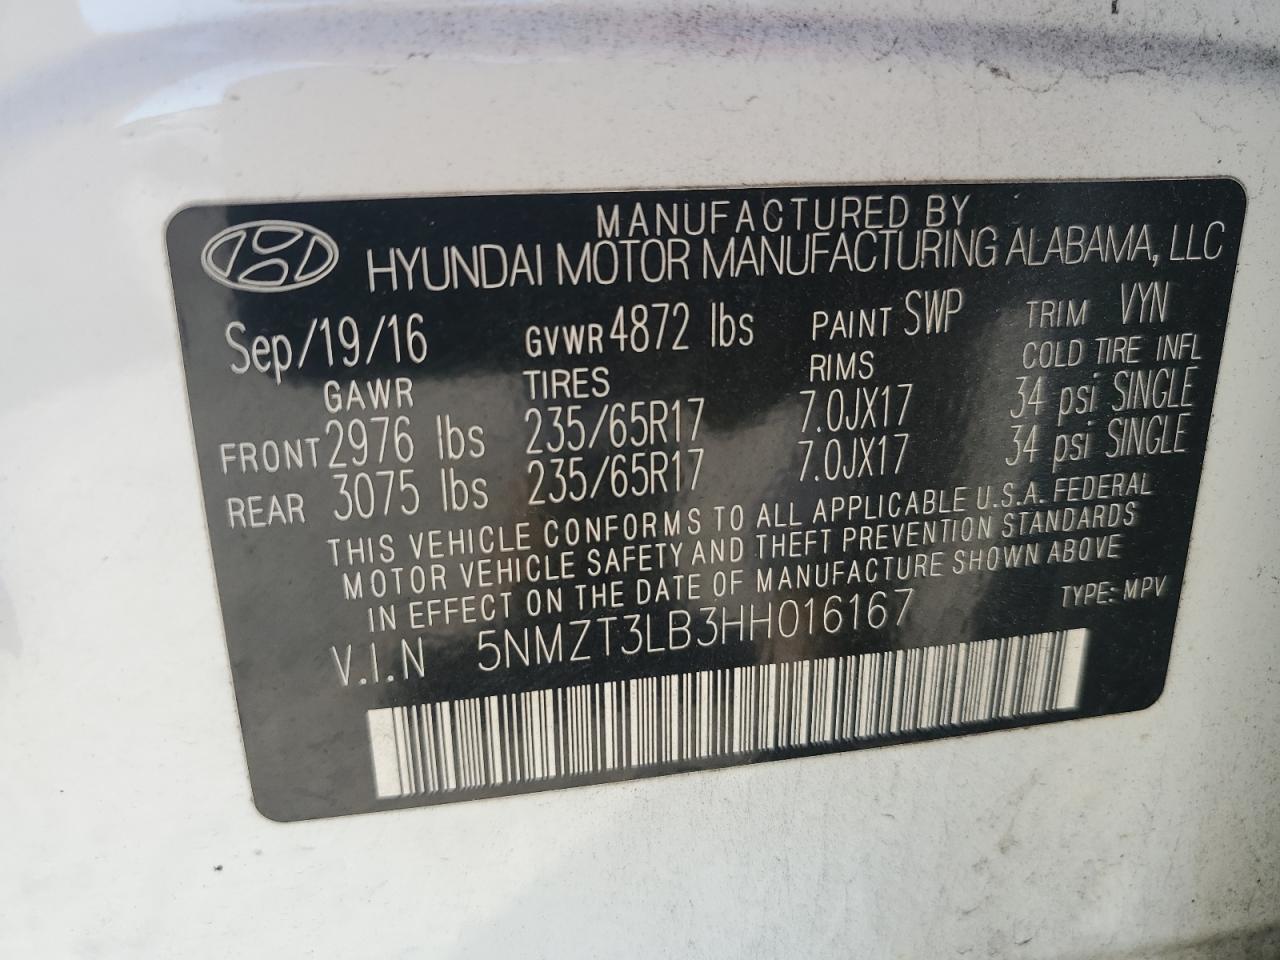 MANUFACTURED BY
HYUNDAI MOTOR MANUFACTURING ALABAMA, LLC
Sep/19/16 GVWR 4872 lbs PAINT SWP TRIM VYN
GAWR TIRES RIMS COLD TIRE INFL
FRONT 2976 lbs 235/65R17 7.0JX17 34 psi SINGLE
REAR 3075 lbs 235/65R17 7.0JX17 34 psi SINGLE
THIS VEHICLE CONFORMS TO ALL APPLICABLE U.S.A. FEDERAL
MOTOR VEHICLE SAFETY AND THEFT PREVENTION STANDARDS
IN EFFECT ON THE DATE OF MANUFACTURE SHOWN ABOVE
V.I.N 5NMZT3LB3HH016167 TYPE: MPV